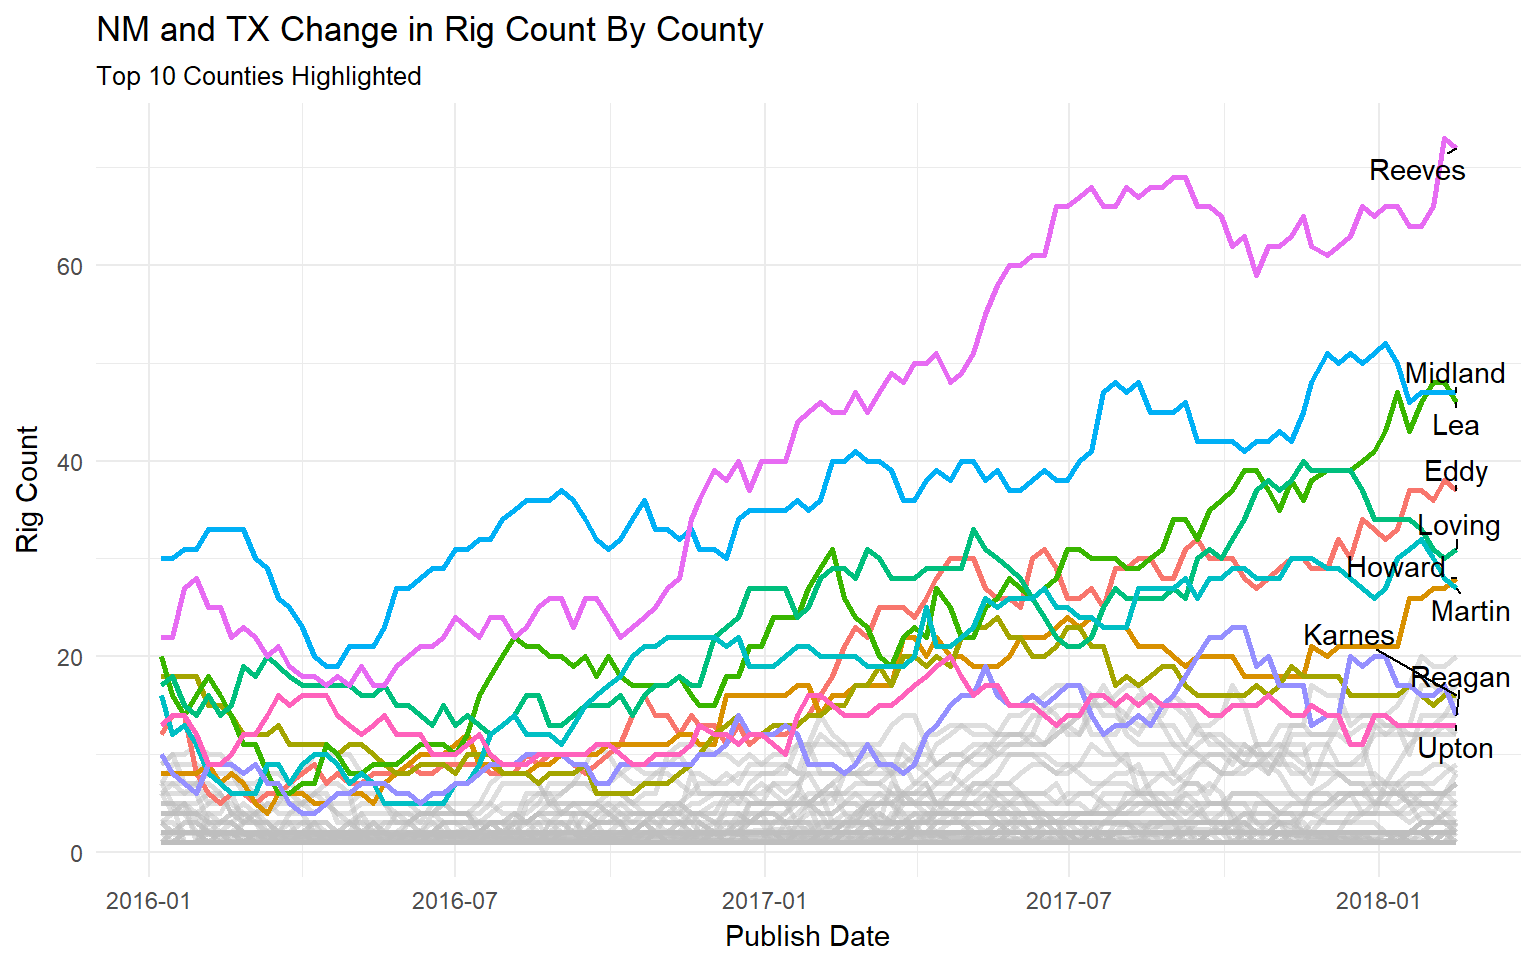 NM and TX Change in Rig Count By County
Top 10 Counties Highlighted
Rig Count
60
40
20
0
Reeves
Midland
Lea
Eddy
Loving
Howard
Martin
Karnes
Reagan
Upton
2016-01
2016-07
2017-01
2017-07
2018-01
Publish Date